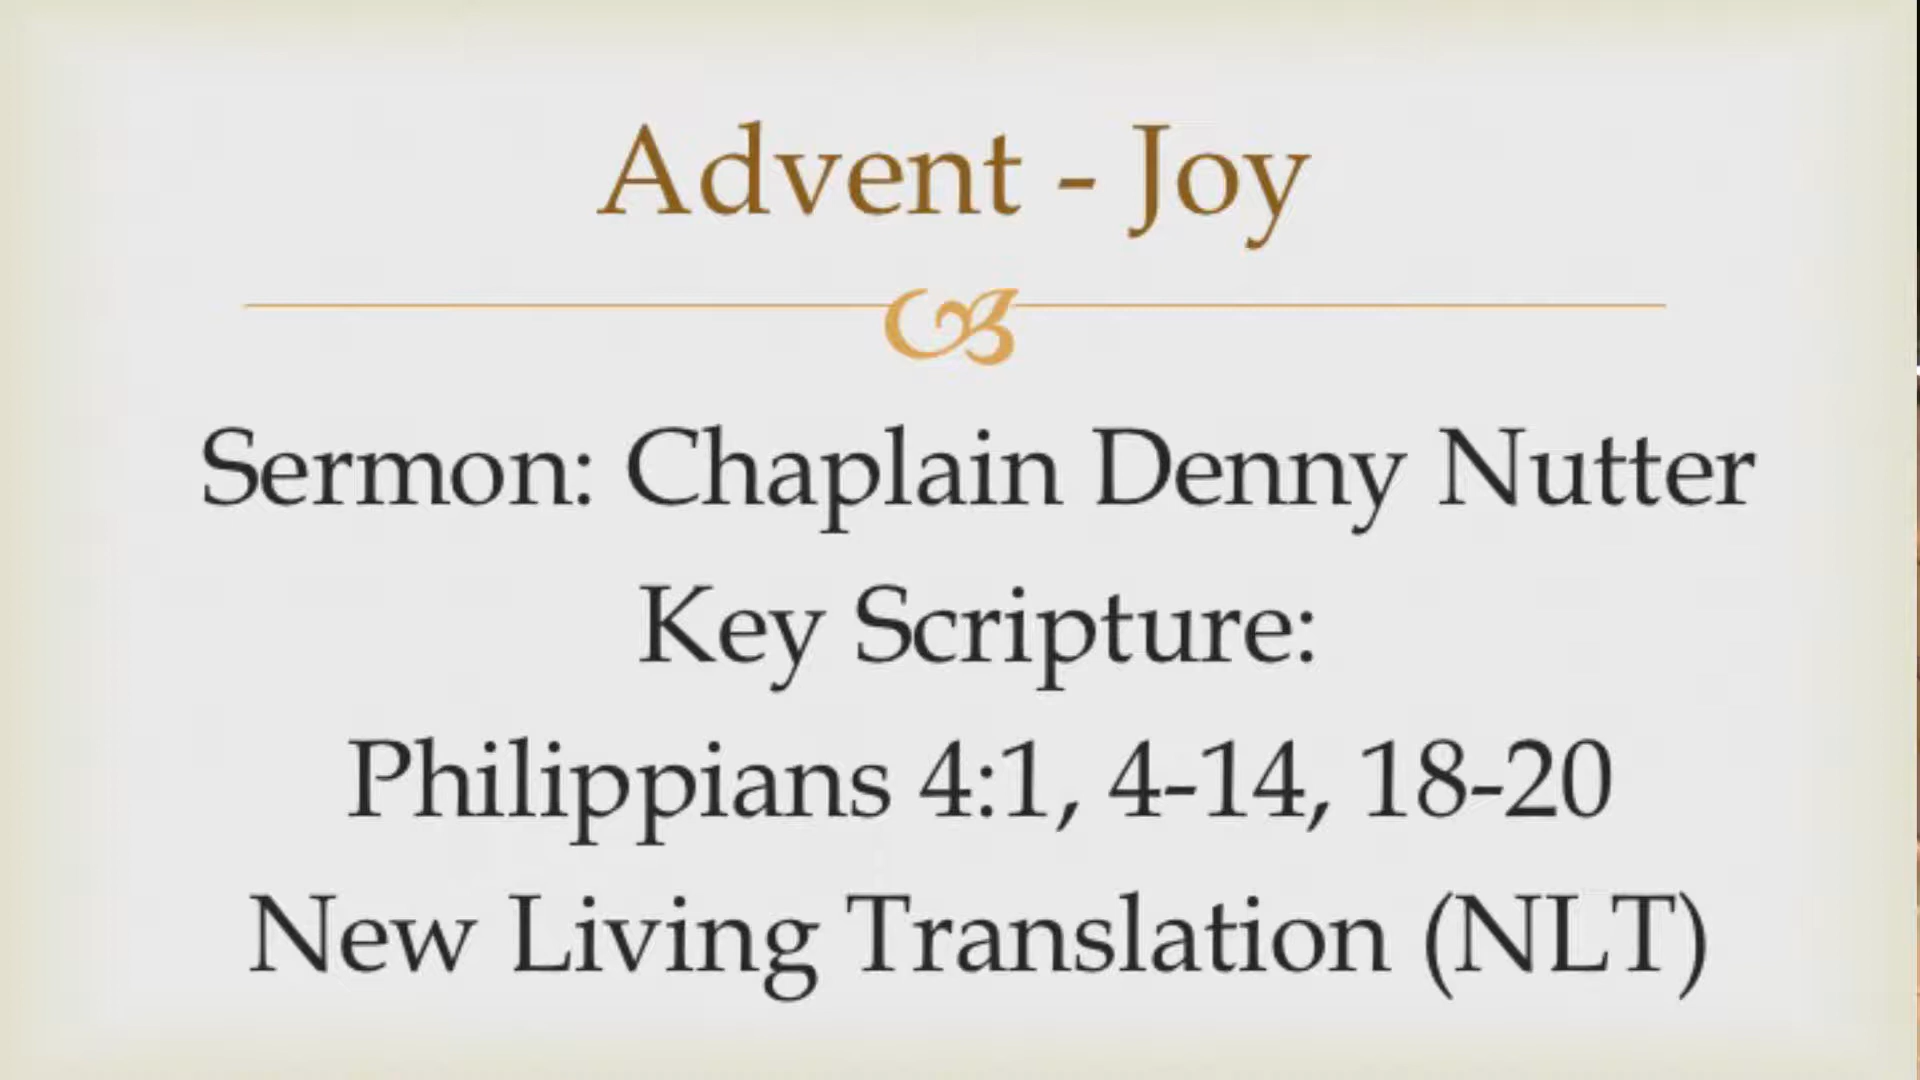 Advent - Joy
Sermon: Chaplain Denny Nutter
Key Scripture:
Philippians 4:1, 4-14, 18-20
New Living Translation (NLT)